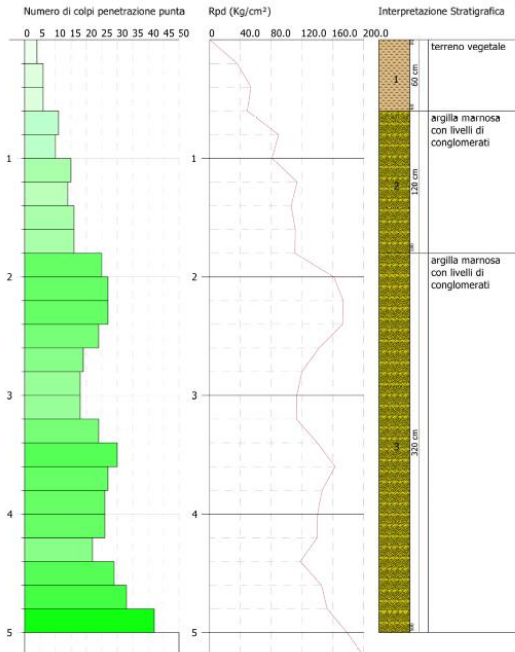 Numero di colpi penetrazione punta
Rpd (Kg/cm²)
Interpretazione Stratigrafica
0 5 10 15 20 25 30 35 40 45 50
0 40.0 80.0 120.0 160.0 200.0
1
2
3
4
5
1
2
3
4
5
1
60 cm
terreno vegetale
2
120 cm
argilla marnosa
con livelli di
conglomerati
3
320 cm
argilla marnosa
con livelli di
conglomerati